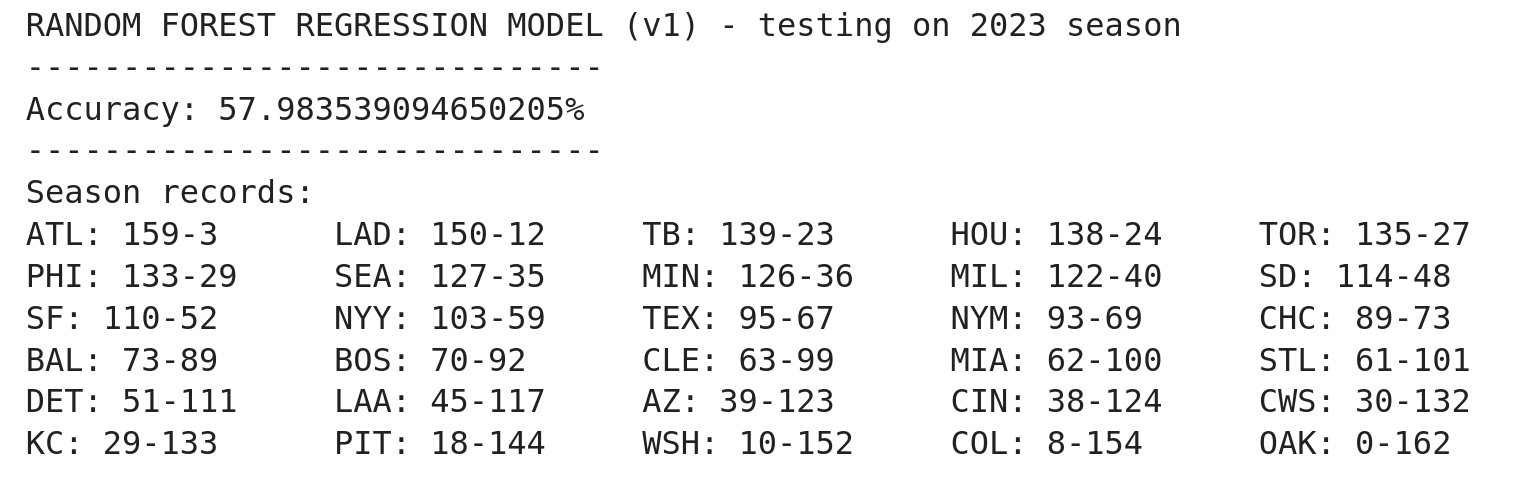 RANDOM FOREST REGRESSION MODEL (v1) - testing on 2023 season
------------------------------
Accuracy: 57.983539094650205%
------------------------------
Season records:
ATL: 159-3 LAD: 150-12 TB: 139-23 HOU: 138-24 TOR: 135-27
PHI: 133-29 SEA: 127-35 MIN: 126-36 MIL: 122-40 SD: 114-48
SF: 110-52 NYY: 103-59 TEX: 95-67 NYM: 93-69 CHC: 89-73
BAL: 73-89 BOS: 70-92 CLE: 63-99 MIA: 62-100 STL: 61-101
DET: 51-111 LAA: 45-117 AZ: 39-123 CIN: 38-124 CWS: 30-132
KC: 29-133 PIT: 18-144 WSH: 10-152 COL: 8-154 OAK: 0-162